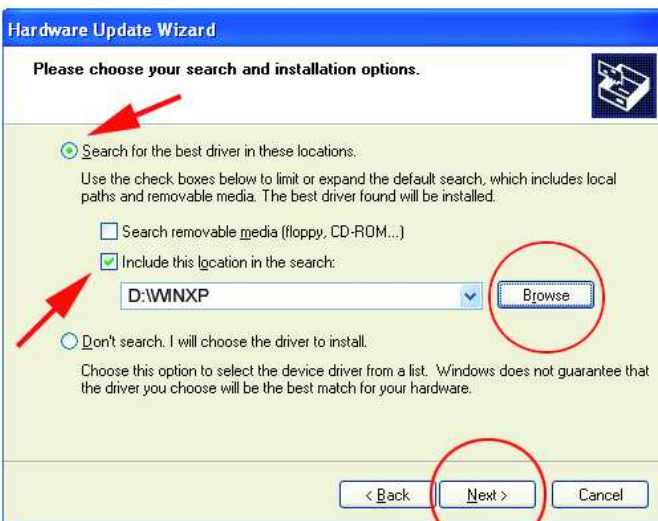 Hardware Update Wizard
Please choose your search and installation options.
Search for the best driver in these locations.
Use the check boxes below to limit or expand the default search, which includes local
paths and removable media. The best driver found will be installed.
Search removable media (floppy, CD-ROM...)
Include this location in the search:
D:\WINXP
Browse
Don't search. I will choose the driver to install.
Choose this option to select the device driver from a list. Windows does not guarantee that
the driver you choose will be the best match for your hardware.
< Back
Next >
Cancel